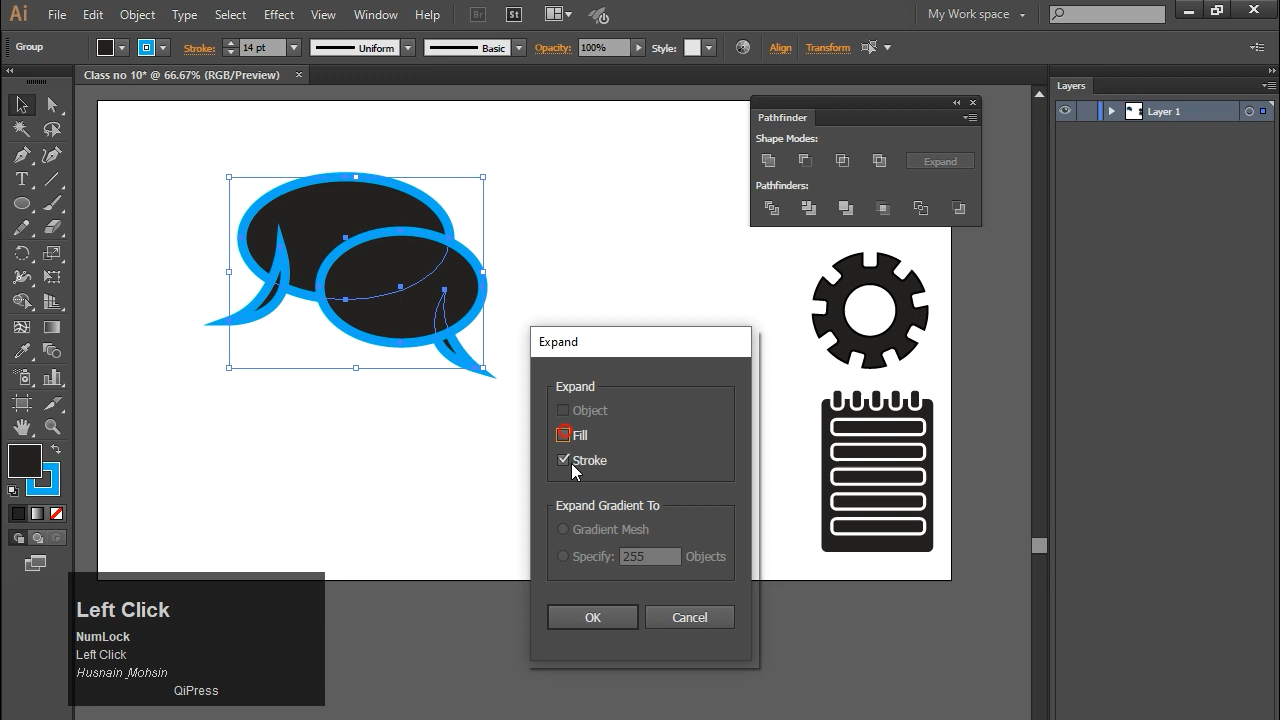 Ai File Edit Object Type Select Effect View Window Help Br St My Work space
Group Stroke: 14 pt Uniform Basic Opacity: 100% Style: Align Transform
Class no 10* @ 66.67% (RGB/Preview) ×
Layers
Layer 1
Pathfinder
Shape Modes:
Expand
Pathfinders:
Expand
Expand
Object
Fill
Stroke
Expand Gradient To
Gradient Mesh
Specify: 255 Objects
OK Cancel
Left Click
NumLock
Left Click
Husnain_Mohsin
QiPress